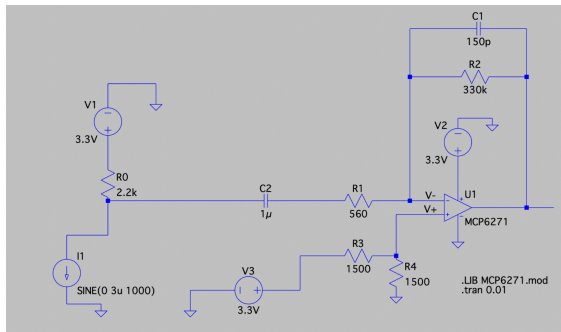 C1
150p
R2
330k
V1
3.3V
V2
3.3V
R0
2.2k
C2
1µ
R1
560
V-
V+
U1
MCP6271
I1
SINE(0 3u 1000)
V3
3.3V
R3
1500
R4
1500
.LIB MCP6271.mod
.tran 0.01